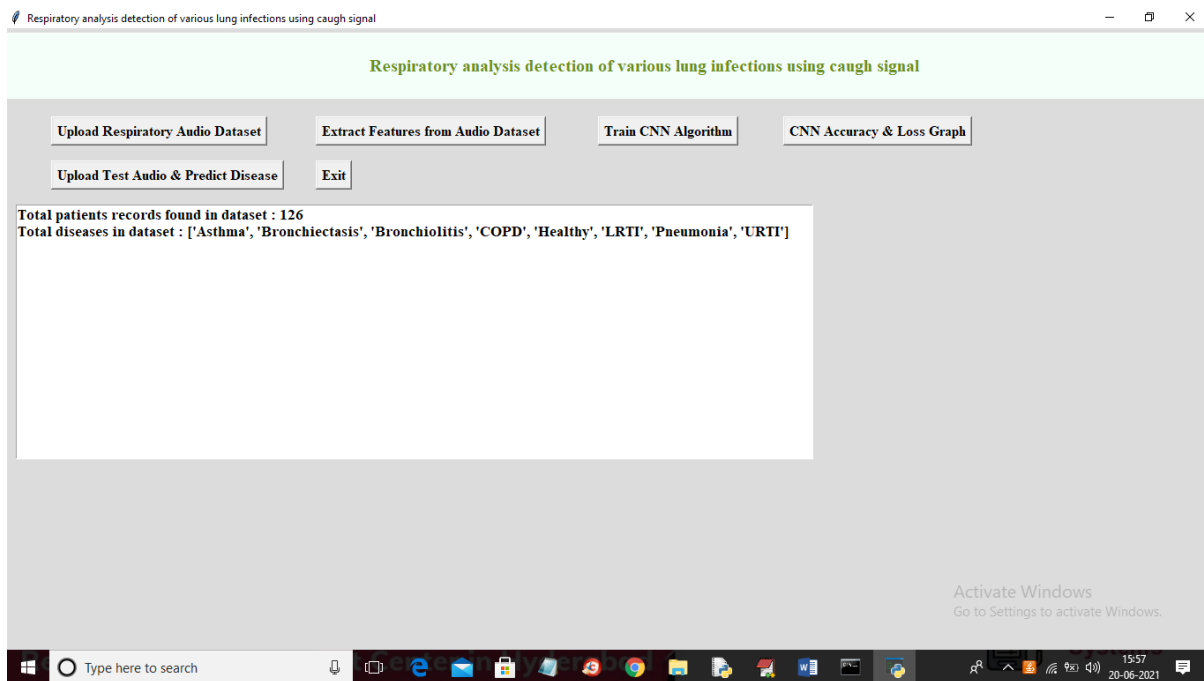 Respiratory analysis detection of various lung infections using caugh signal
Respiratory analysis detection of various lung infections using caugh signal
Upload Respiratory Audio Dataset Extract Features from Audio Dataset Train CNN Algorithm CNN Accuracy & Loss Graph
Upload Test Audio & Predict Disease Exit
Total patients records found in dataset : 126
Total diseases in dataset : ['Asthma', 'Bronchiectasis', 'Bronchiolitis', 'COPD', 'Healthy', 'LRTI', 'Pneumonia', 'URTI']
Activate Windows
Go to Settings to activate Windows.
Type here to search
15:57
20-06-2021